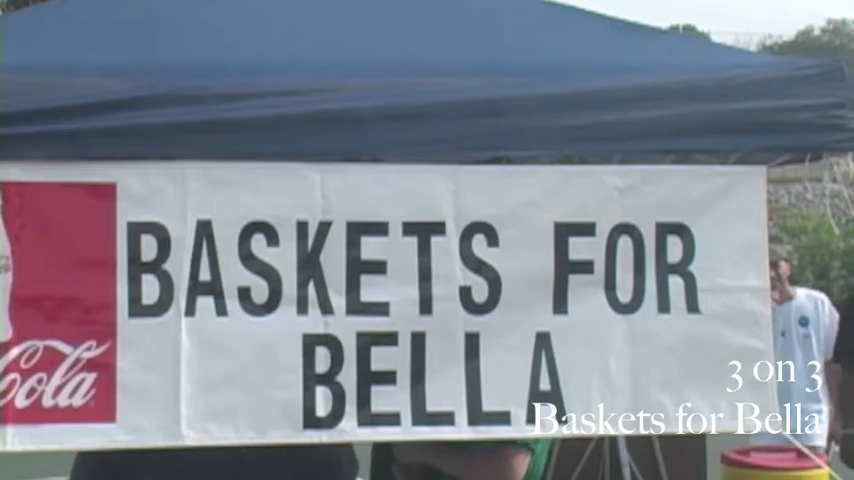 BASKETS FOR
BELLA
Cola
3 on 3
Baskets for Bella